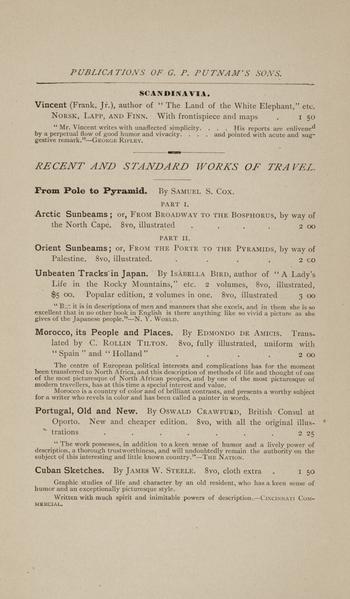 PUBLICATIONS OF G. P. PUTNAM'S SONS.
SCANDINAVIA.
Vincent (Frank, Jr.), author of "The Land of the White Elephant," etc.
Norsk, Lapp, and Finn. With frontispiece and maps . 1 50
"Mr. Vincent writes with unaffected simplicity. . . . His reports are enlivened
by a perpetual flow of good humor and vivacity. . . . and pointed with acute and sug-
gestive remark."—George Ripley.
RECENT AND STANDARD WORKS OF TRAVEL.
From Pole to Pyramid. By Samuel S. Cox.
PART I.
Arctic Sunbeams; or, From Broadway to the Bosphorus, by way of
the North Cape. 8vo, illustrated . . . . 2 00
PART II.
Orient Sunbeams; or, From the Porte to the Pyramids, by way of
Palestine. 8vo, illustrated. . . . . 2 00
Unbeaten Tracks in Japan. By Isabella Bird, author of "A Lady's
Life in the Rocky Mountains," etc. 2 volumes, 8vo, illustrated,
$5 00. Popular edition, 2 volumes in one. 8vo, illustrated 3 00
"But it is in descriptions of men and manners that she excels, and in them she is so
excellent that in no other book in English is there anything like so vivid a picture as she
gives of the Japanese people."—N. Y. World.
Morocco, its People and Places. By Edmondo de Amicis. Trans-
lated by C. Rollin Tilton. 8vo, fully illustrated, uniform with
"Spain" and "Holland" . . . . 2 00
The centre of European political interests and complications has for the moment
been transferred to North Africa, and this description of methods of life and thought of one
of the most picturesque of North African peoples, and by one of the most picturesque of
modern travellers, has at this time a special interest and value.
Morocco is a country of color and of brilliant contrasts, and presents a worthy subject
for a writer who revels in color and has been called a painter in words.
Portugal, Old and New. By Oswald Crawfurd, British Consul at
Oporto. New and cheaper edition. 8vo, with all the original illus-
trations . . . . . . 2 25
"The work possesses, in addition to a keen sense of humor and a lively power of
description, a thorough trustworthiness, and will undoubtedly remain the authority on the
subject of this interesting and little known country."—The Nation.
Cuban Sketches. By James W. Steele. 8vo, cloth extra . 1 50
Graphic studies of life and character by an old resident, who has a keen sense of
humor and an exceptionally picturesque style.
Written with much spirit and inimitable powers of description.—Cincinnati Com-
mercial.